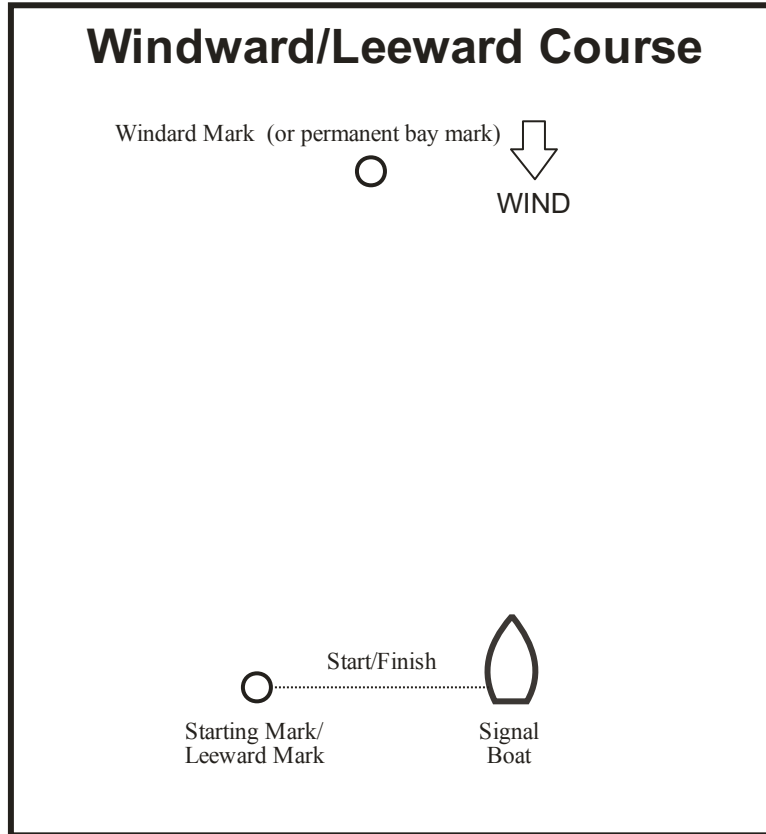 Windward/Leeward Course
Windard Mark (or permanent bay mark)
WIND
Start/Finish
Starting Mark/
Leeward Mark
Signal
Boat